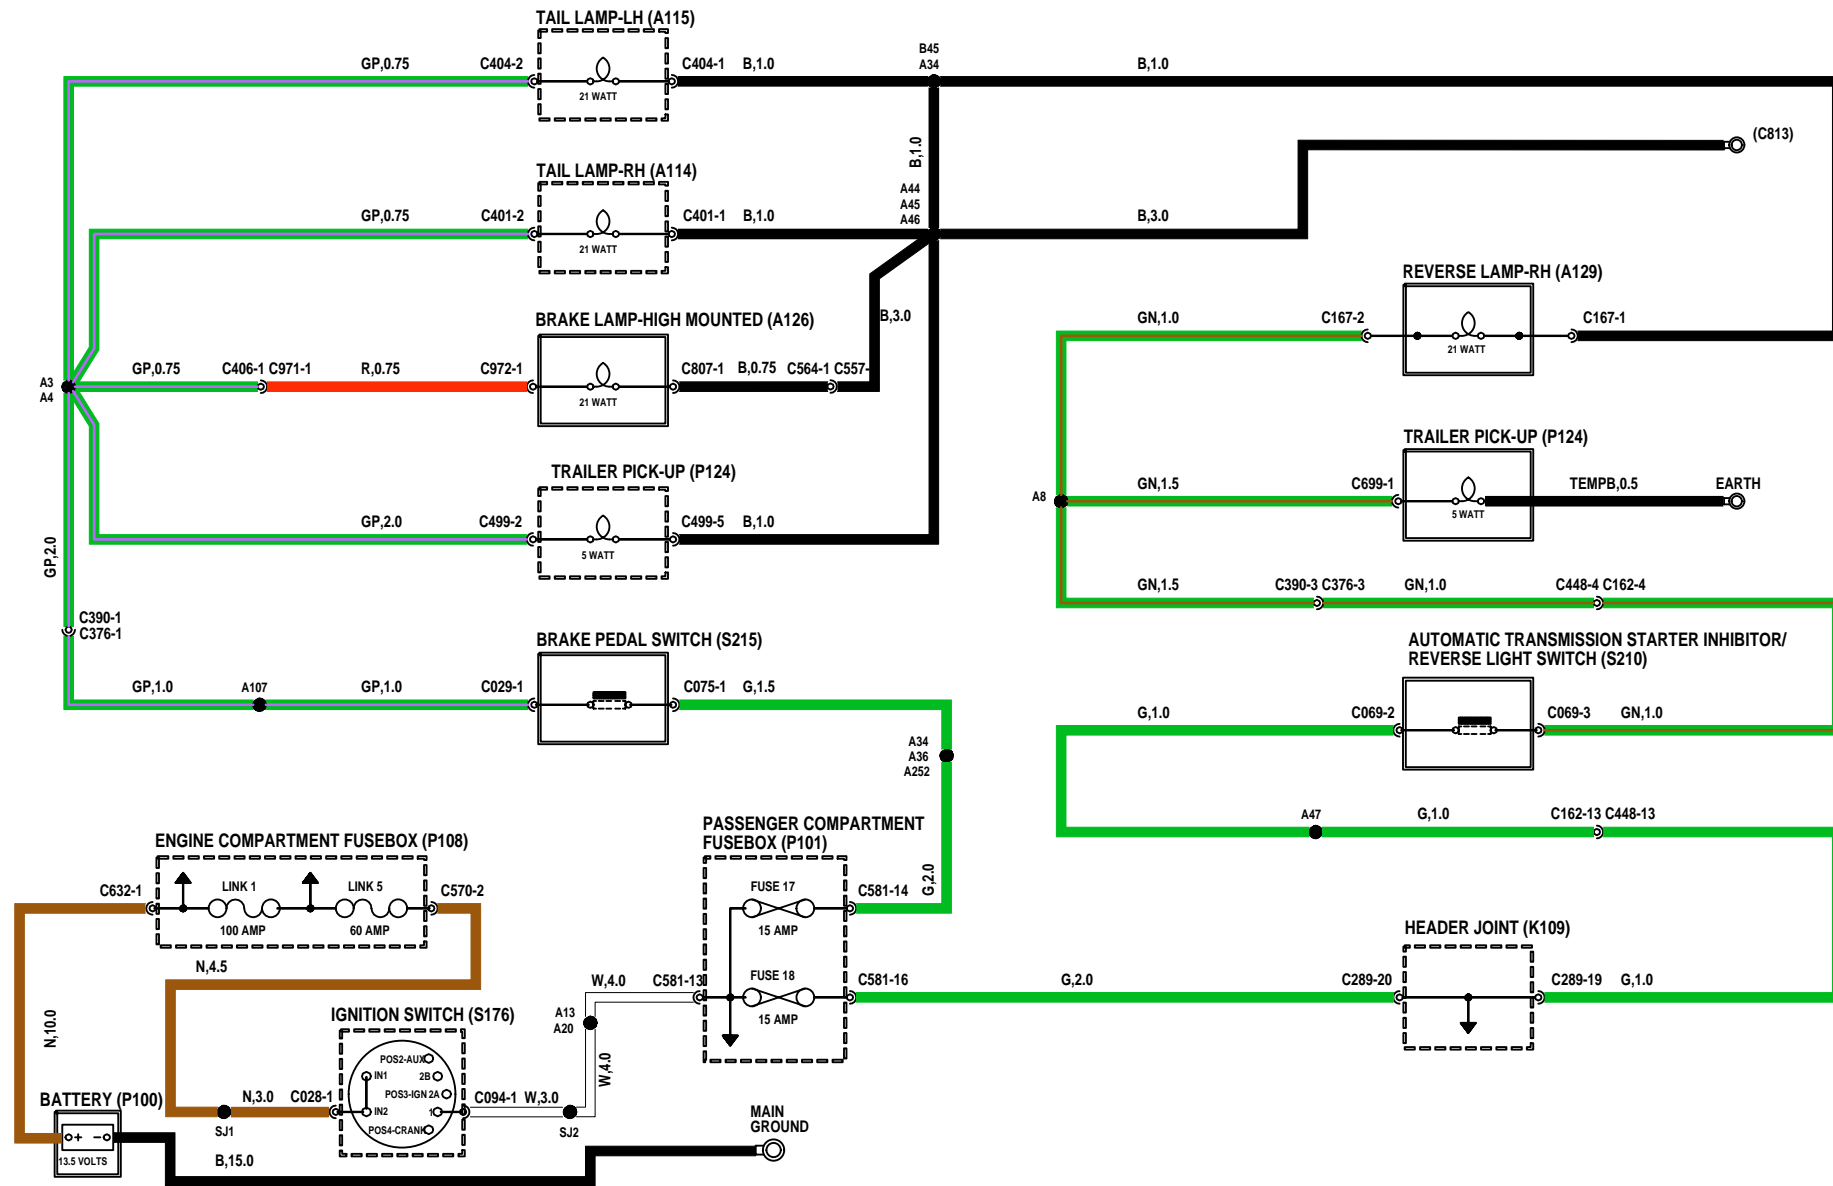 TAIL LAMP-LH (A115)
GP,0.75
C404-2
21 WATT
C404-1
B,1.0
B45
A34
B,1.0
(C813)
B,1.0
TAIL LAMP-RH (A114)
GP,0.75
C401-2
21 WATT
C401-1
B,1.0
A44
A45
A46
B,3.0
BRAKE LAMP-HIGH MOUNTED (A126)
A3
A4
GP,0.75
C406-1 C971-1
R,0.75
C972-1
21 WATT
C807-1
B,0.75
C564-1 C557-
B,3.0
REVERSE LAMP-RH (A129)
GN,1.0
C167-2
21 WATT
C167-1
TRAILER PICK-UP (P124)
GP,2.0
C499-2
5 WATT
C499-5
B,1.0
TRAILER PICK-UP (P124)
A8
GN,1.5
C699-1
5 WATT
TEMPB,0.5
EARTH
GN,1.5
C390-3 C376-3
GN,1.0
C448-4 C162-4
GP,2.0
C390-1
C376-1
BRAKE PEDAL SWITCH (S215)
GP,1.0
A107
GP,1.0
C029-1
C075-1
G,1.5
A34
A36
A252
G,2.0
AUTOMATIC TRANSMISSION STARTER INHIBITOR/
REVERSE LIGHT SWITCH (S210)
G,1.0
C069-2
C069-3
GN,1.0
A47
G,1.0
C162-13 C448-13
ENGINE COMPARTMENT FUSEBOX (P108)
C632-1
LINK 1
100 AMP
LINK 5
60 AMP
C570-2
N,4.5
N,10.0
PASSENGER COMPARTMENT
FUSEBOX (P101)
FUSE 17
15 AMP
C581-14
FUSE 18
15 AMP
C581-16
W,4.0
C581-13
A13
A20
W,4.0
G,2.0
HEADER JOINT (K109)
C289-20
C289-19
G,1.0
IGNITION SWITCH (S176)
POS2-AUX
IN1
2B
POS3-IGN 2A
IN2
1
POS4-CRANK
N,3.0
C028-1
SJ1
C094-1
W,3.0
SJ2
BATTERY (P100)
+ -
13.5 VOLTS
B,15.0
MAIN
GROUND